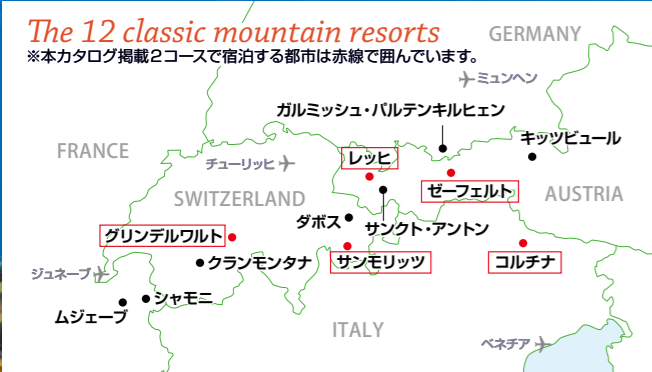 The 12 classic mountain resorts
※本カタログ掲載2コースで宿泊する都市は赤線で囲んでいます。
GERMANY
ミュンヘン
ガルミッシュ・パルテンキルヒェン
キッツビュール
FRANCE
チューリッヒ
レッヒ
ゼーフェルト
SWITZERLAND
AUSTRIA
ダボス
サンクト・アントン
グリンデルワルト
クランモンタナ
サンモリッツ
コルチナ
ジュネーブ
シャモニ
ムジェーブ
ITALY
ベネチア